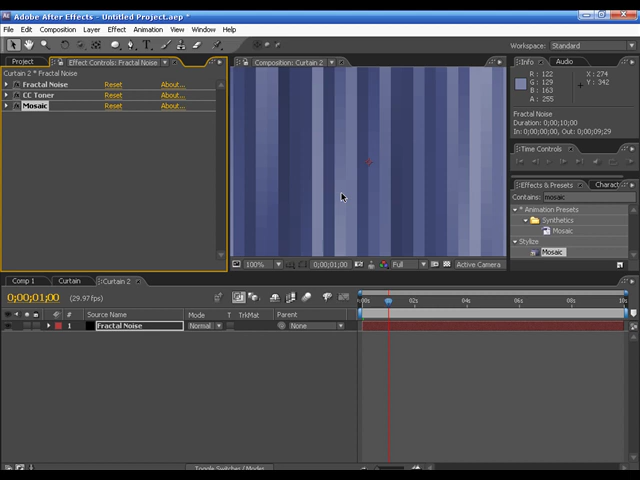 Adobe After Effects - Untitled Project.aep *
File Edit Composition Layer Effect Animation View Window Help
Workspace: Standard
Project Effect Controls: Fractal Noise
Curtain 2 * Fractal Noise
Fractal Noise Reset About...
CC Toner Reset About...
Mosaic Reset About...
Composition: Curtain 2
100% 0;00;01;00 Full Active Camera
Info Audio
R : 122 X : 274
G : 129 Y : 342
B : 163
A : 255
Fractal Noise
Duration: 0;00;10;00
In: 0;00;00;00, Out: 0;00;09;29
Time Controls
Effects & Presets Charact
Contains: mosaic
* Animation Presets
Synthetics
Mosaic
Stylize
Mosaic
Comp 1 Curtain Curtain 2
0;00;01;00 (29.97 fps)
:00s 02s 04s 06s 08s 10s
# Source Name Mode T TrkMat Parent
1 Fractal Noise Normal None
Toggle Switches / Modes